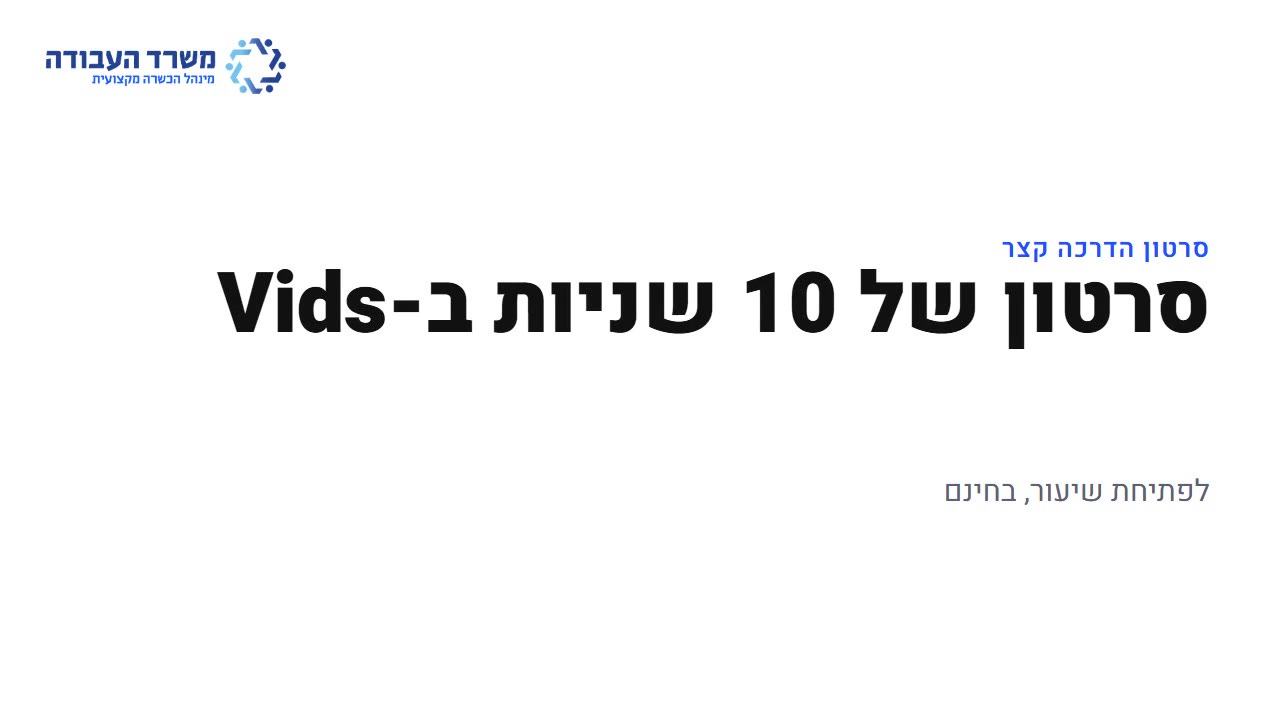 משרד העבודה
מינהל הכשרה מקצועית
סרטון הדרכה קצר
סרטון של 10 שניות ב-Vids
לפתיחת שיעור, בחינם